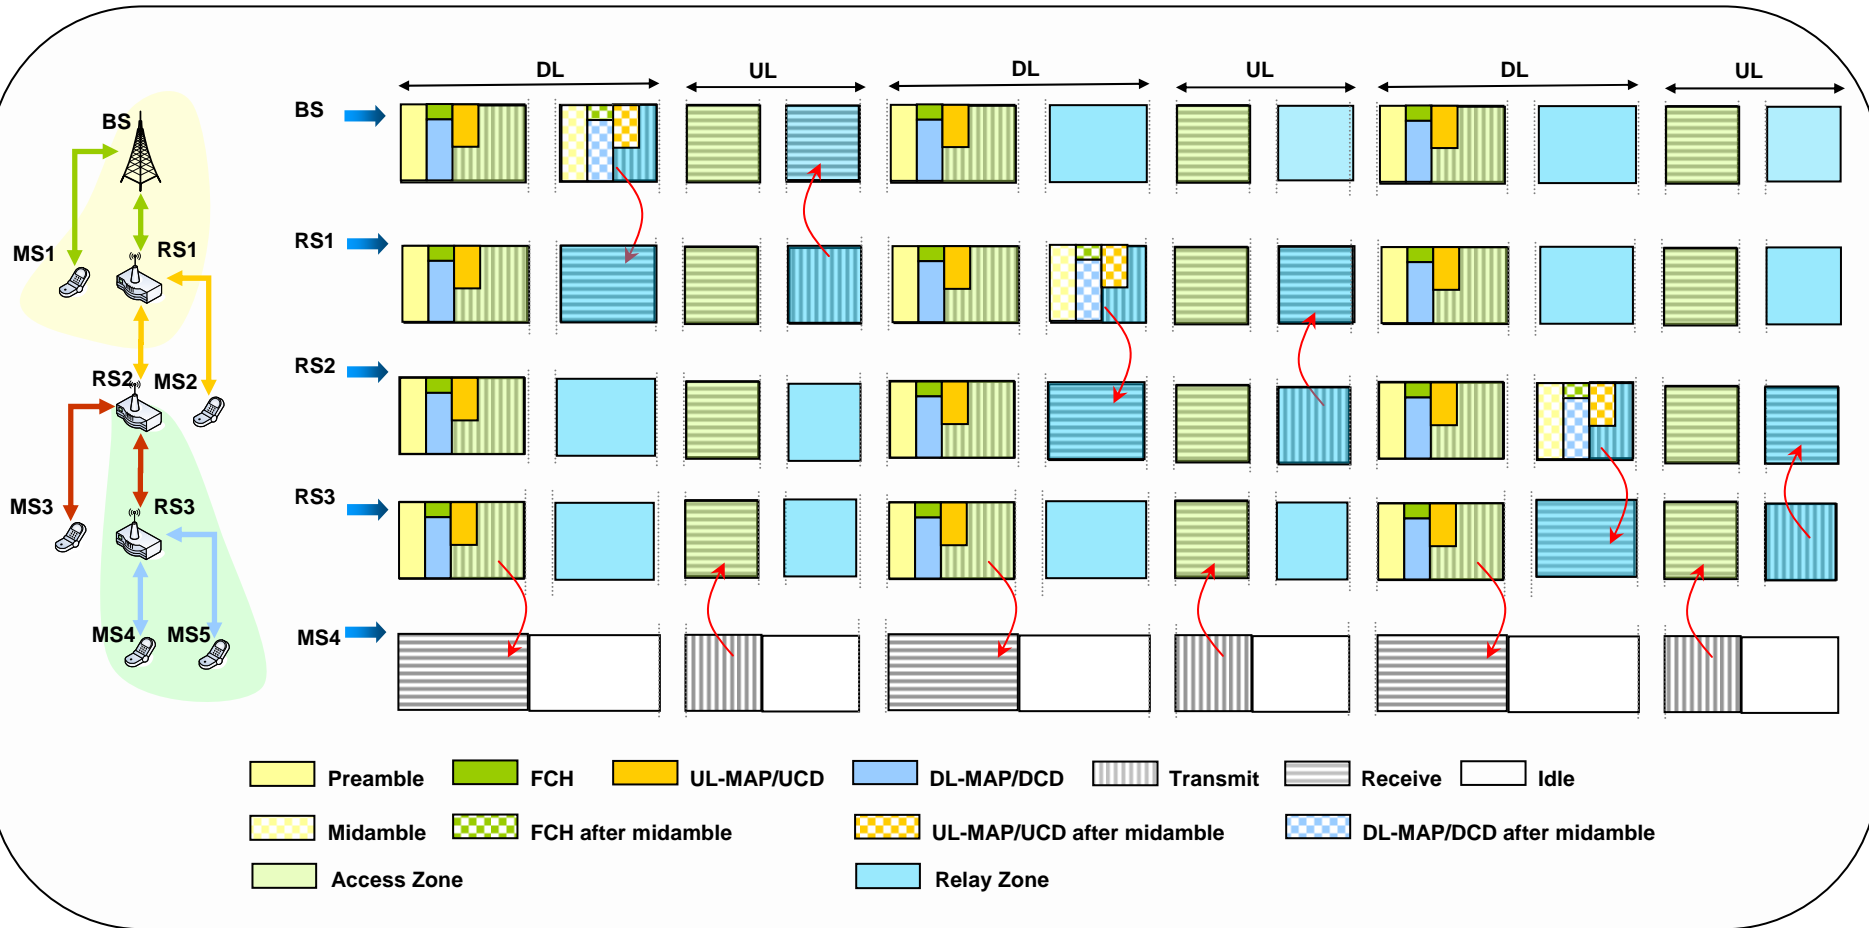 DL UL DL UL DL UL
BS
BS
RS1
MS1 RS1
RS2
RS2 MS2
RS3
MS3 RS3
MS4
MS4 MS5
Preamble FCH UL-MAP/UCD DL-MAP/DCD Transmit Receive Idle
Midamble FCH after midamble UL-MAP/UCD after midamble DL-MAP/DCD after midamble
Access Zone Relay Zone